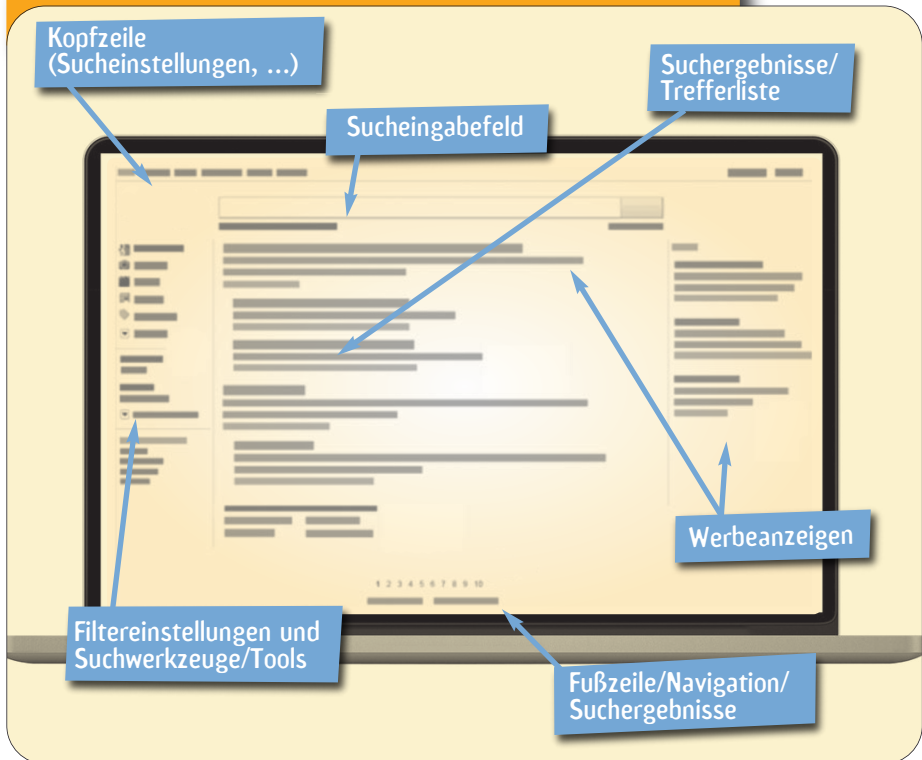 Kopfzeile
(Sucheinstellungen, ...)
Suchergebnisse/
Trefferliste
Sucheingabefeld
Werbeanzeigen
1 2 3 4 5 6 7 8 9 10
Filtereinstellungen und
Suchwerkzeuge/Tools
Fußzeile/Navigation/
Suchergebnisse